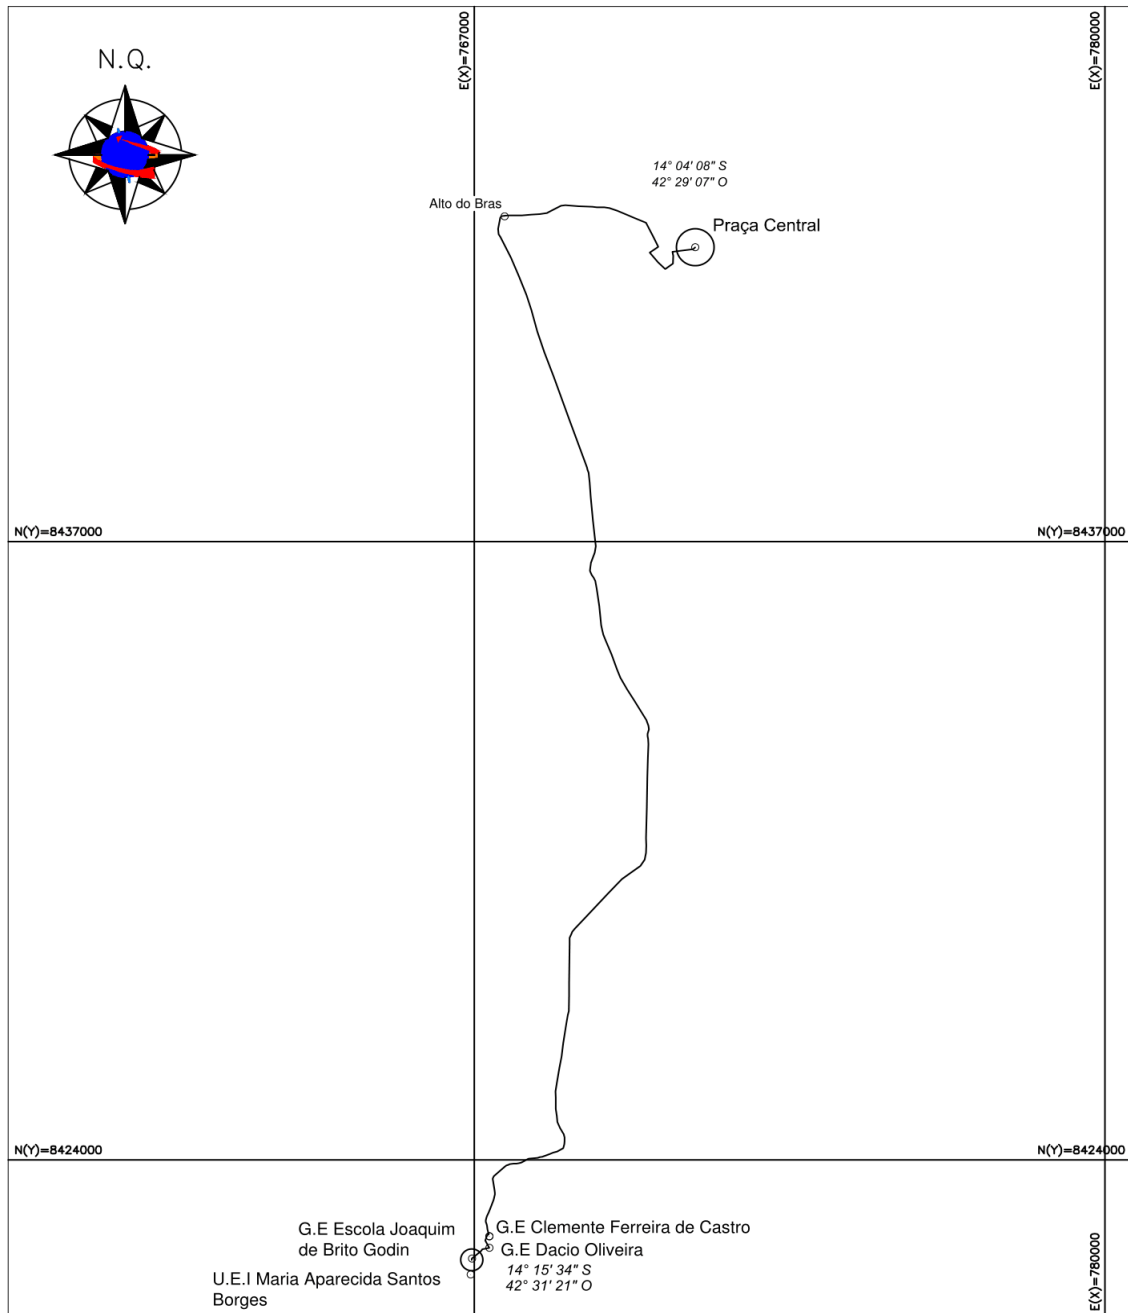 E(X)=767000
E(X)=780000
N.Q.
14° 04' 08" S
42° 29' 07" O
Alto do Bras
Praça Central
N(Y)=8437000
N(Y)=8437000
N(Y)=8424000
N(Y)=8424000
G.E Escola Joaquim
de Brito Godin
G.E Clemente Ferreira de Castro
G.E Dacio Oliveira
14° 15' 34" S
42° 31' 21" O
U.E.I Maria Aparecida Santos
Borges
E(X)=780000